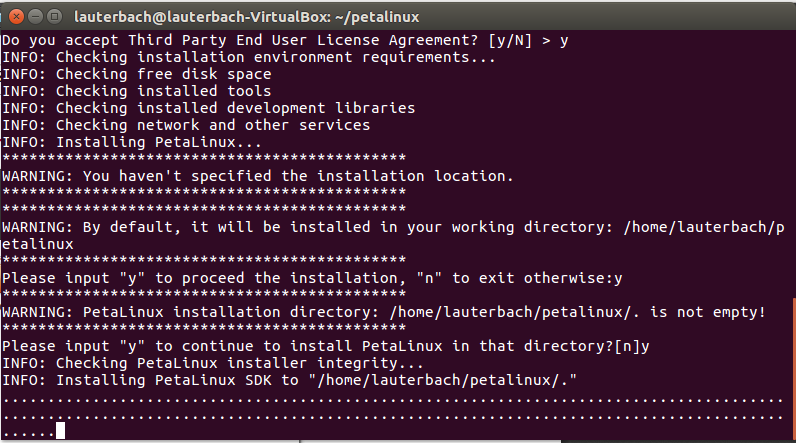 lauterbach@lauterbach-VirtualBox: ~/petalinux
Do you accept Third Party End User License Agreement? [y/N] > y
INFO: Checking installation environment requirements...
INFO: Checking free disk space
INFO: Checking installed tools
INFO: Checking installed development libraries
INFO: Checking network and other services
INFO: Installing PetaLinux...
*********************************************
WARNING: You haven't specified the installation location.
*********************************************
*********************************************
WARNING: By default, it will be installed in your working directory: /home/lauterbach/p
etalinux
*********************************************
Please input "y" to proceed the installation, "n" to exit otherwise:y
*********************************************
WARNING: PetaLinux installation directory: /home/lauterbach/petalinux/. is not empty!
*********************************************
Please input "y" to continue to install PetaLinux in that directory?[n]y
INFO: Checking PetaLinux installer integrity...
INFO: Installing PetaLinux SDK to "/home/lauterbach/petalinux/."
.......................................................................................
.......................................................................................
......